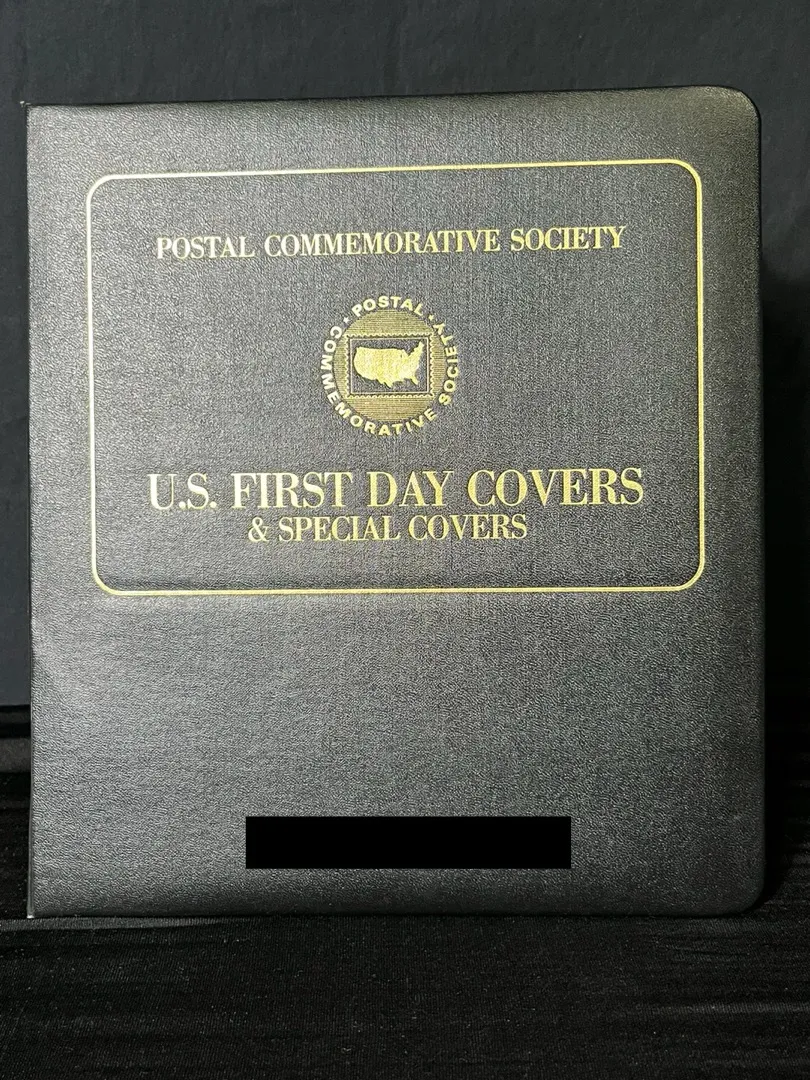 POSTAL COMMEMORATIVE SOCIETY
• POSTAL • COMMEMORATIVE SOCIETY
U.S. FIRST DAY COVERS
& SPECIAL COVERS